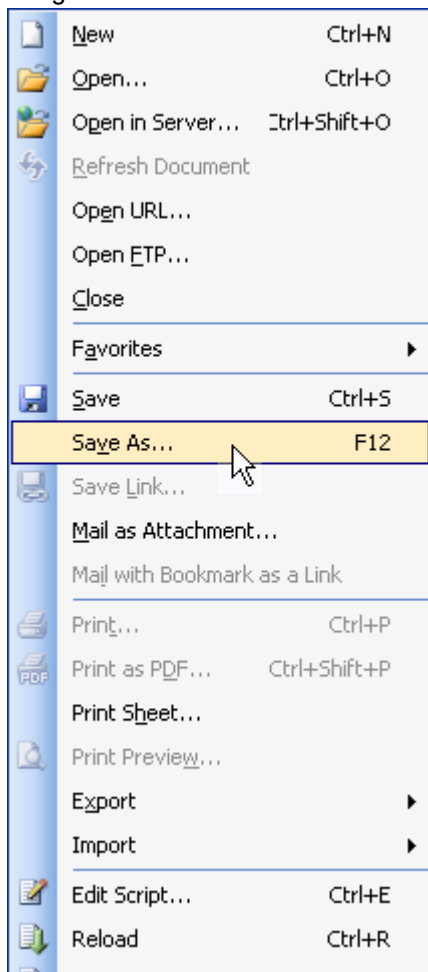 New Ctrl+N
Open... Ctrl+O
Open in Server... Ctrl+Shift+O
Refresh Document
Open URL...
Open FTP...
Close
Favorites
Save Ctrl+S
Save As... F12
Save Link...
Mail as Attachment...
Mail with Bookmark as a Link
Print... Ctrl+P
PDF Print as PDF... Ctrl+Shift+P
Print Sheet...
Print Preview...
Export
Import
Edit Script... Ctrl+E
Reload Ctrl+R